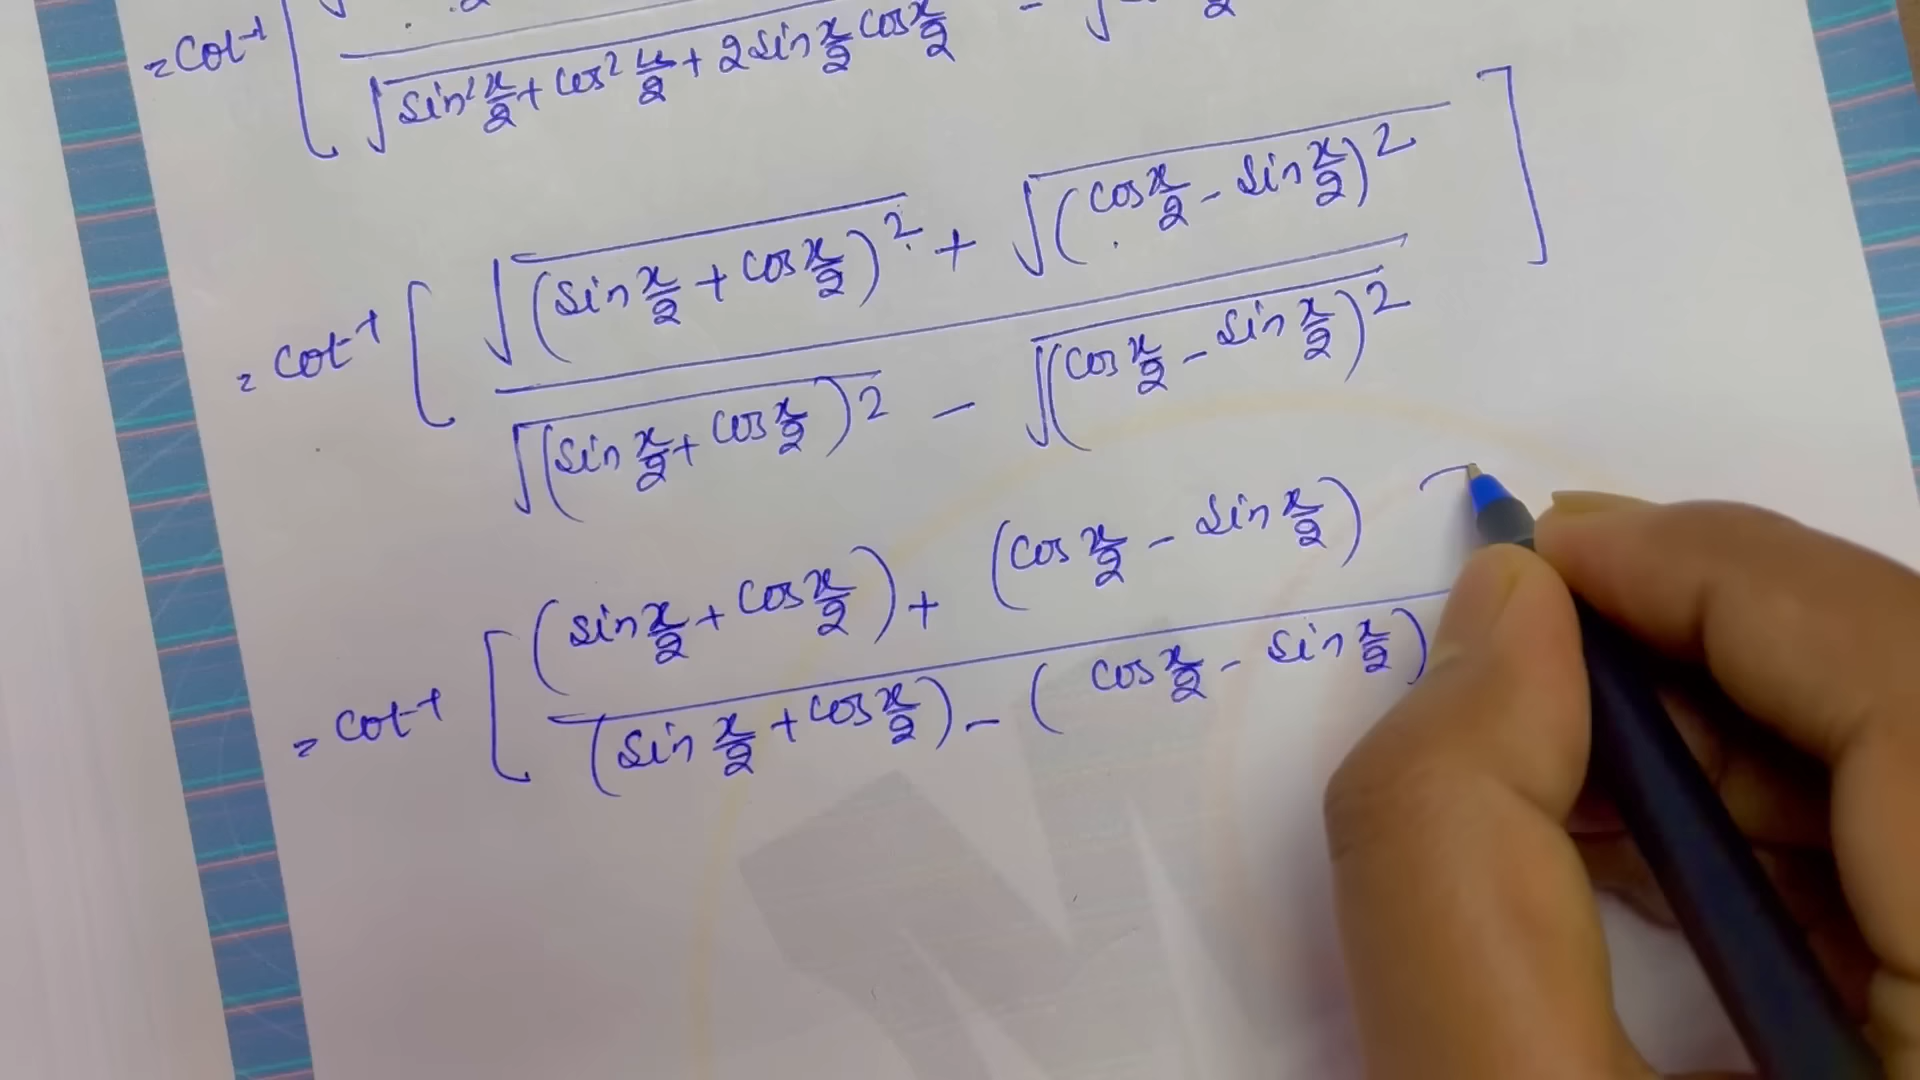 = Cot⁻¹ [ √(sin² x/2 + cos² x/2 + 2 sin x/2 cos x/2) - √
= Cot⁻¹ [ (√(sin x/2 + cos x/2)² + √(cos x/2 - sin x/2)²) / (√(sin x/2 + cos x/2)² - √(cos x/2 - sin x/2)²) ]
= Cot⁻¹ [ ((sin x/2 + cos x/2) + (cos x/2 - sin x/2)) / ((sin x/2 + cos x/2) - (cos x/2 - sin x/2))